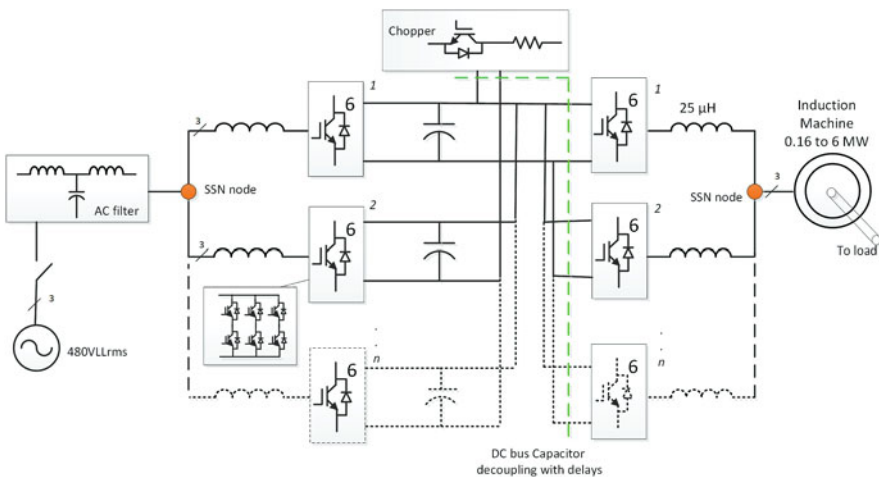 Chopper
1
6
3
6
1
25 µH
Induction
Machine
0.16 to 6 MW
SSN node
AC filter
SSN node
3
2
6
3
6
2
To load
3
480VLLrms
.
.
n
6
.
.
n
6
DC bus Capacitor
decoupling with delays